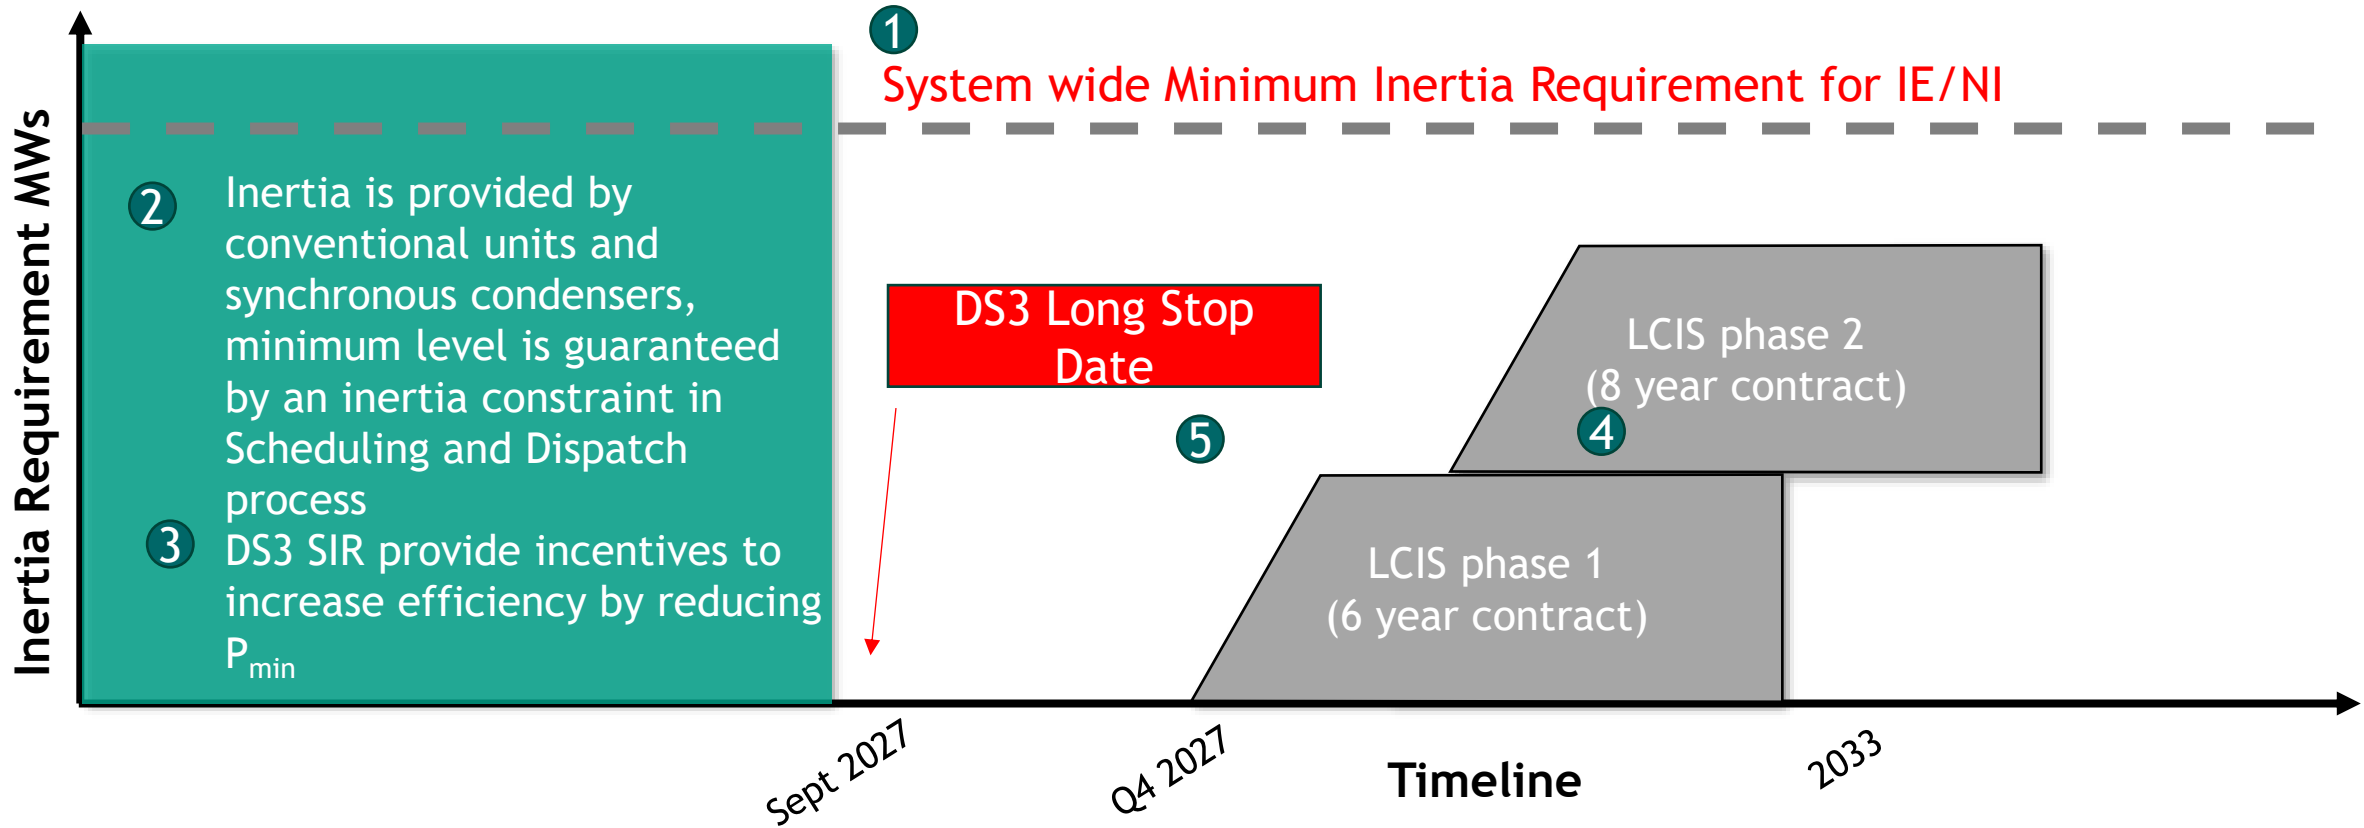 1
System wide Minimum Inertia Requirement for IE/NI
Inertia Requirement MWs
2
Inertia is provided by
conventional units and
synchronous condensers,
minimum level is guaranteed
by an inertia constraint in
Scheduling and Dispatch
process
3
DS3 SIR provide incentives to
increase efficiency by reducing
Pmin
DS3 Long Stop
Date
5
LCIS phase 2
(8 year contract)
4
LCIS phase 1
(6 year contract)
Sept 2027
Q4 2027
Timeline
2033